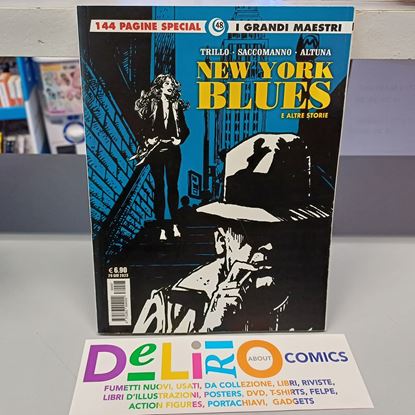 144 PAGINE SPECIAL 48 I GRANDI MAESTRI
TRILLO - SACCOMANNO - ALTUNA
NEW YORK
BLUES
E ALTRE STORIE
€ 6,90
DELIRIO ABOUT COMICS
FUMETTI NUOVI, USATI, DA COLLEZIONE, LIBRI, RIVISTE,
LIBRI D'ILLUSTRAZIONI, POSTERS, DVD, T-SHIRTS, FELPE,
ACTION FIGURES, PORTACHIAVI, GADGETS